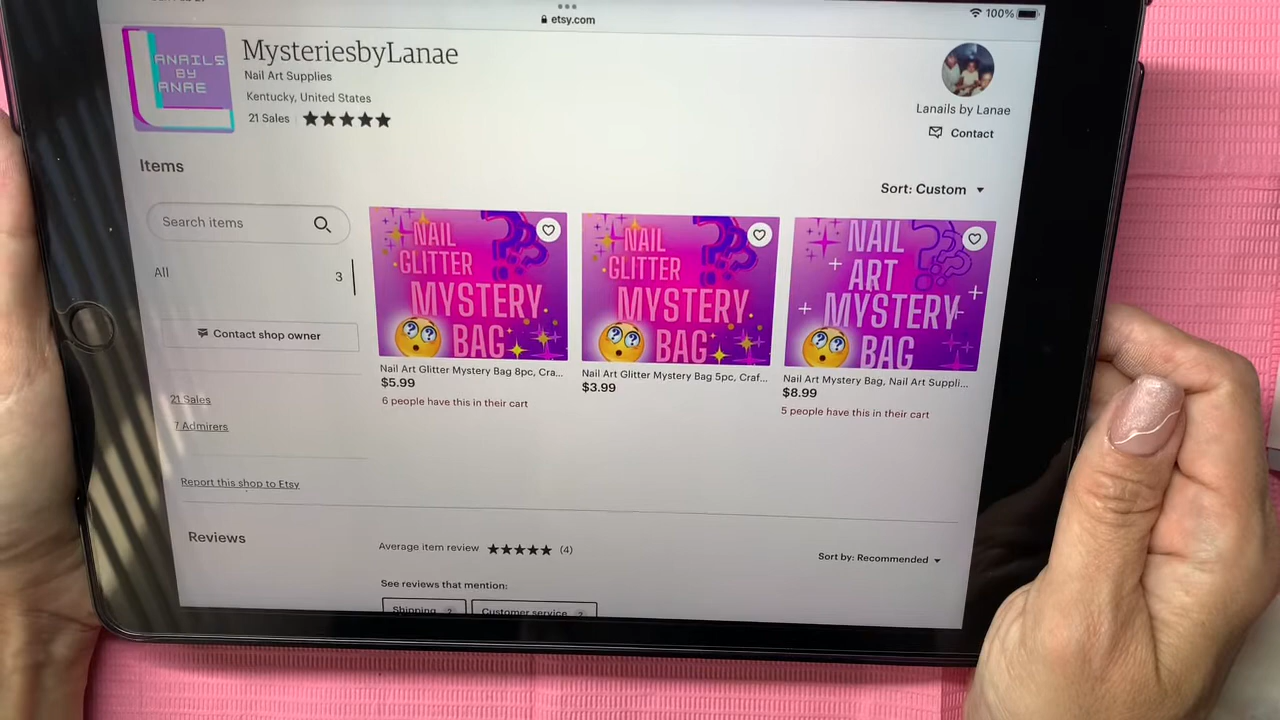 etsy.com
100%
LANAILS
BY
LANAE
MysteriesbyLanae
Nail Art Supplies
Kentucky, United States
21 Sales
Lanails by Lanae
Contact
Items
Sort: Custom
Search items
All 3
Contact shop owner
21 Sales
7 Admirers
Report this shop to Etsy
NAIL
GLITTER
MYSTERY
BAG
Nail Art Glitter Mystery Bag 8pc, Cra...
$5.99
6 people have this in their cart
NAIL
GLITTER
MYSTERY
BAG
Nail Art Glitter Mystery Bag 5pc, Craf...
$3.99
NAIL
ART
MYSTERY
BAG
Nail Art Mystery Bag, Nail Art Suppli...
$8.99
5 people have this in their cart
Reviews
Average item review (4)
Sort by: Recommended
See reviews that mention:
Shipping 2
Customer service 2